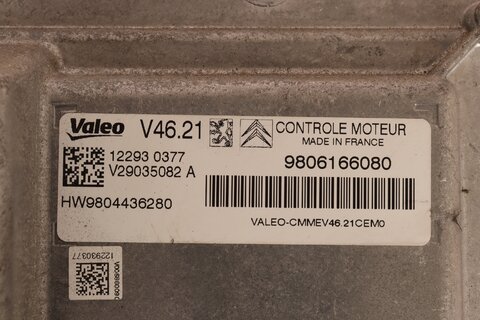 Valeo V46.21
CONTROLE MOTEUR
MADE IN FRANCE
12293 0377
V29035082 A
9806166080
HW9804436280
VALEO-CMMEV46.21CEM0
122930377